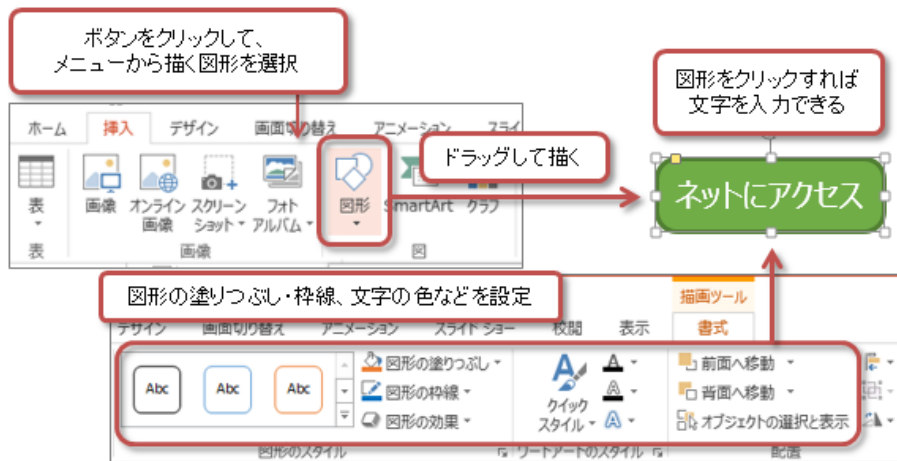 ボタンをクリックして、
メニューから描く図形を選択
図形をクリックすれば
文字を入力できる
ホーム 挿入 デザイン 画面切り替え アニメーション スライ
ドラッグして描く
表 画像 オンライン画像 スクリーンショット フォトアルバム 図形 SmartArt グラフ
表 画像 図
ネットにアクセス
図形の塗りつぶし・枠線、文字の色などを設定
描画ツール
デザイン 画面切り替え アニメーション スライド ショー 校閲 表示 書式
Abc Abc Abc
図形の塗りつぶし
図形の枠線
図形の効果
クイック
スタイル
A A A A
前面へ移動
背面へ移動
オブジェクトの選択と表示
図形のスタイル ワードアートのスタイル 配置